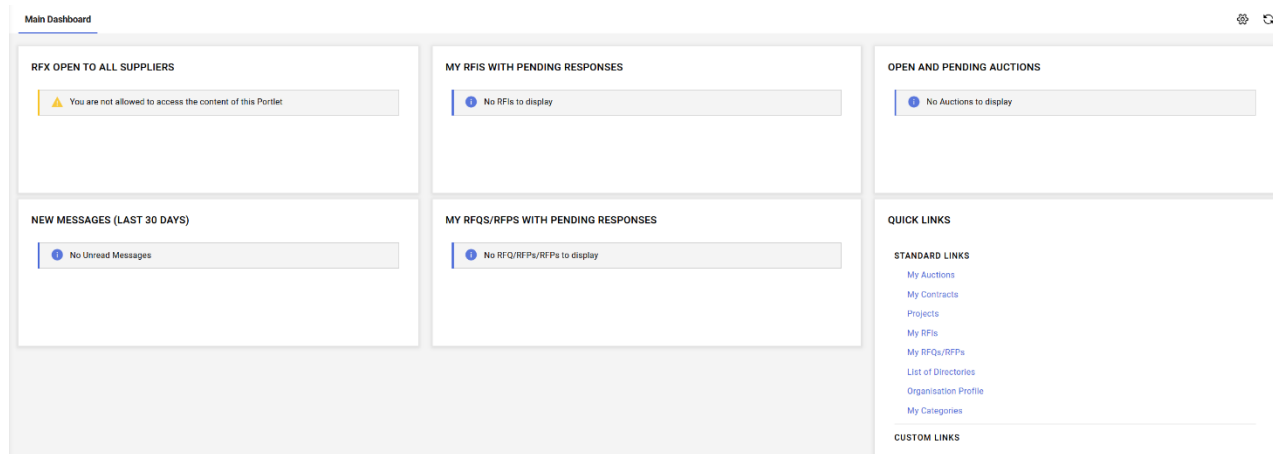 Main Dashboard
RFX OPEN TO ALL SUPPLIERS
You are not allowed to access the content of this Portlet
MY RFIS WITH PENDING RESPONSES
No RFIs to display
OPEN AND PENDING AUCTIONS
No Auctions to display
NEW MESSAGES (LAST 30 DAYS)
No Unread Messages
MY RFQS/RFPS WITH PENDING RESPONSES
No RFQ/RFPs/RFPs to display
QUICK LINKS
STANDARD LINKS
My Auctions
My Contracts
Projects
My RFIs
My RFQs/RFPs
List of Directories
Organisation Profile
My Categories
CUSTOM LINKS